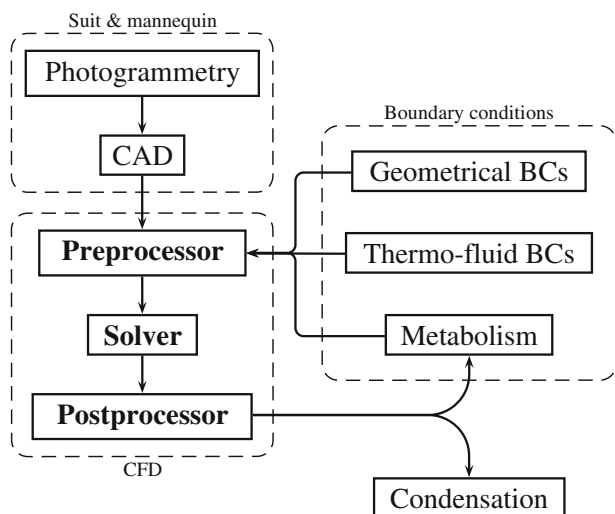 Suit & mannequin
Photogrammetry
CAD
Boundary conditions
Geometrical BCs
Thermo-fluid BCs
Metabolism
Preprocessor
Solver
Postprocessor
CFD
Condensation